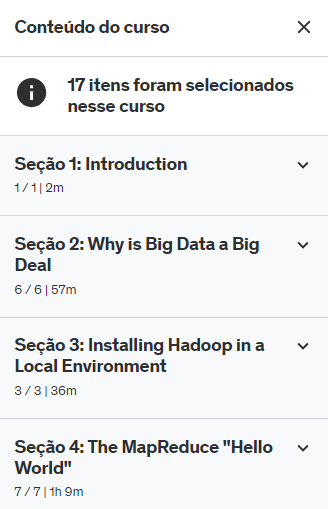 Conteúdo do curso
17 itens foram selecionados
nesse curso
Seção 1: Introduction
1 / 1 | 2m
Seção 2: Why is Big Data a Big
Deal
6 / 6 | 57m
Seção 3: Installing Hadoop in a
Local Environment
3 / 3 | 36m
Seção 4: The MapReduce "Hello
World"
7 / 7 | 1h 9m